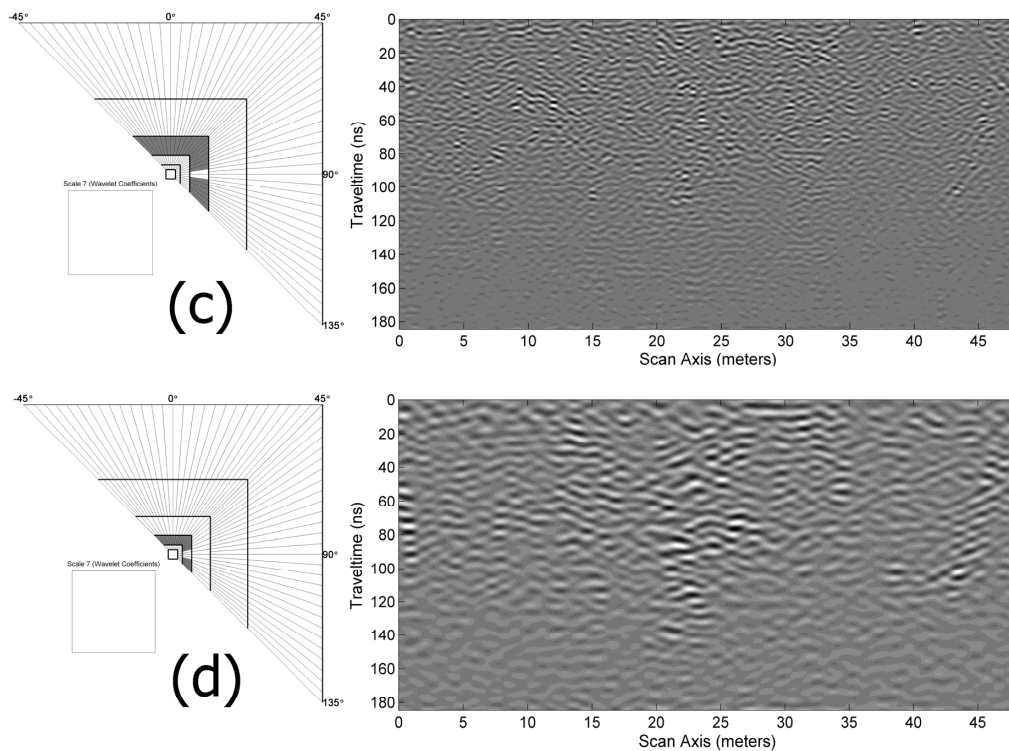 -45° 0° 45°
90°
Scale 7 (Wavelet Coefficients)
135°
(c)
0
20
40
60
80
100
120
140
160
180
Traveltime (ns)
0 5 10 15 20 25 30 35 40 45
Scan Axis (meters)
-45° 0° 45°
90°
Scale 7 (Wavelet Coefficients)
135°
(d)
0
20
40
60
80
100
120
140
160
180
Traveltime (ns)
0 5 10 15 20 25 30 35 40 45
Scan Axis (meters)